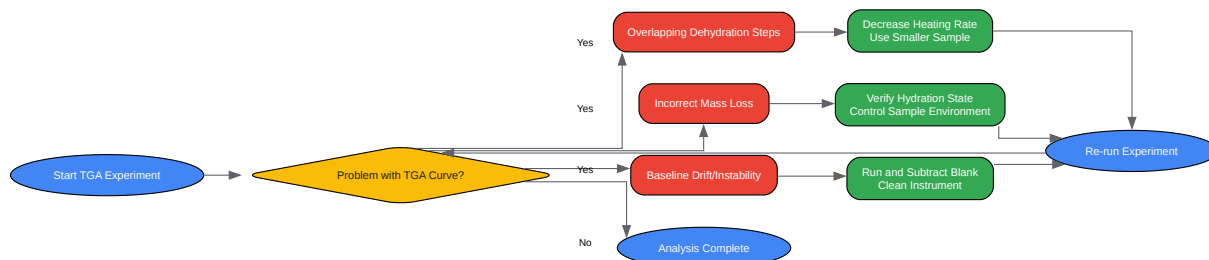 Start TGA Experiment
Problem with TGA Curve?
Yes
Overlapping Dehydration Steps
Decrease Heating Rate
Use Smaller Sample
Yes
Incorrect Mass Loss
Verify Hydration State
Control Sample Environment
Yes
Baseline Drift/Instability
Run and Subtract Blank
Clean Instrument
Re-run Experiment
No
Analysis Complete